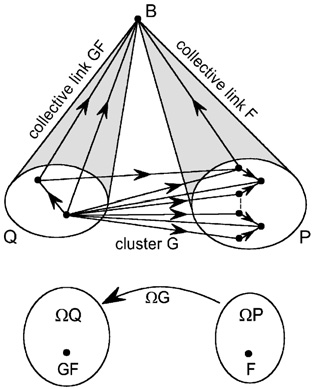 B
collective link GF
collective link F
Q
cluster G
P
ΩG
ΩQ
ΩP
GF
F